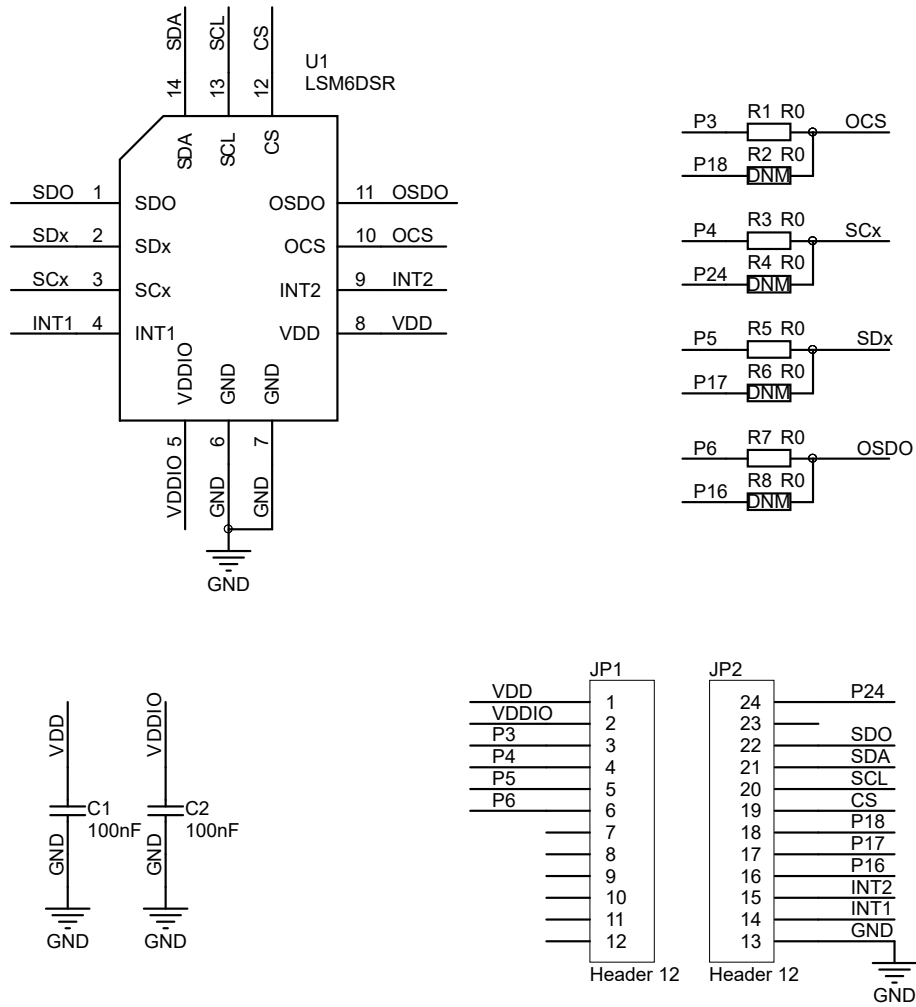 SDA
SCL
CS
14
13
12
U1
LSM6DSR
SDA
SCL
CS
SDO 1 SDO
SDx 2 SDx
SCx 3 SCx
INT1 4 INT1
OSDO 11 OSDO
OCS 10 OCS
INT2 9 INT2
VDD 8 VDD
VDDIO
GND
GND
5
6
7
VDDIO
GND
GND
GND
P3 R1 R0 OCS
P18 R2 R0
DNM
P4 R3 R0 SCx
P24 R4 R0
DNM
P5 R5 R0 SDx
P17 R6 R0
DNM
P6 R7 R0 OSDO
P16 R8 R0
DNM
VDD
C1
100nF
GND
GND
VDDIO
C2
100nF
GND
GND
JP1
VDD 1
VDDIO 2
P3 3
P4 4
P5 5
P6 6
7
8
9
10
11
12
Header 12
JP2
24 P24
23
22 SDO
21 SDA
20 SCL
19 CS
18 P18
17 P17
16 P16
15 INT2
14 INT1
13 GND
Header 12
GND